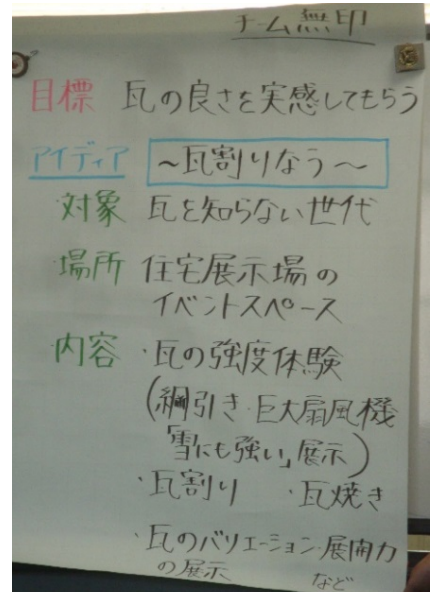 チーム無印
目標 瓦の良さを実感してもらう
アイディア ～瓦割りなう～
・対象 瓦を知らない世代
・場所 住宅展示場の
イベントスペース
・内容 ・瓦の強度体験
(綱引き・巨大扇風機
「雪にも強い」展示)
・瓦割り ・瓦焼き
・瓦のバリエーション・展開力
の展示 など